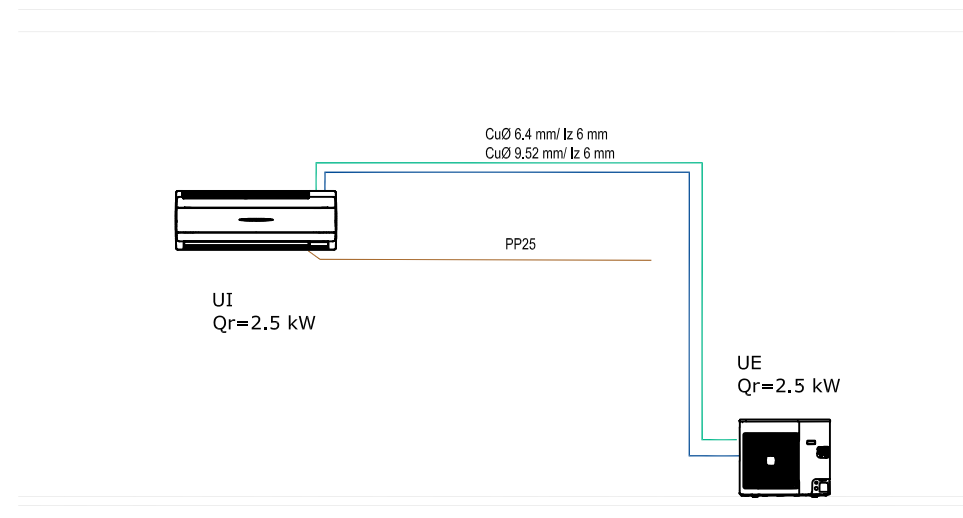 CuØ 6.4 mm/ Iz 6 mm
CuØ 9.52 mm/ Iz 6 mm
PP25
UI
Qr=2.5 kW
UE
Qr=2.5 kW